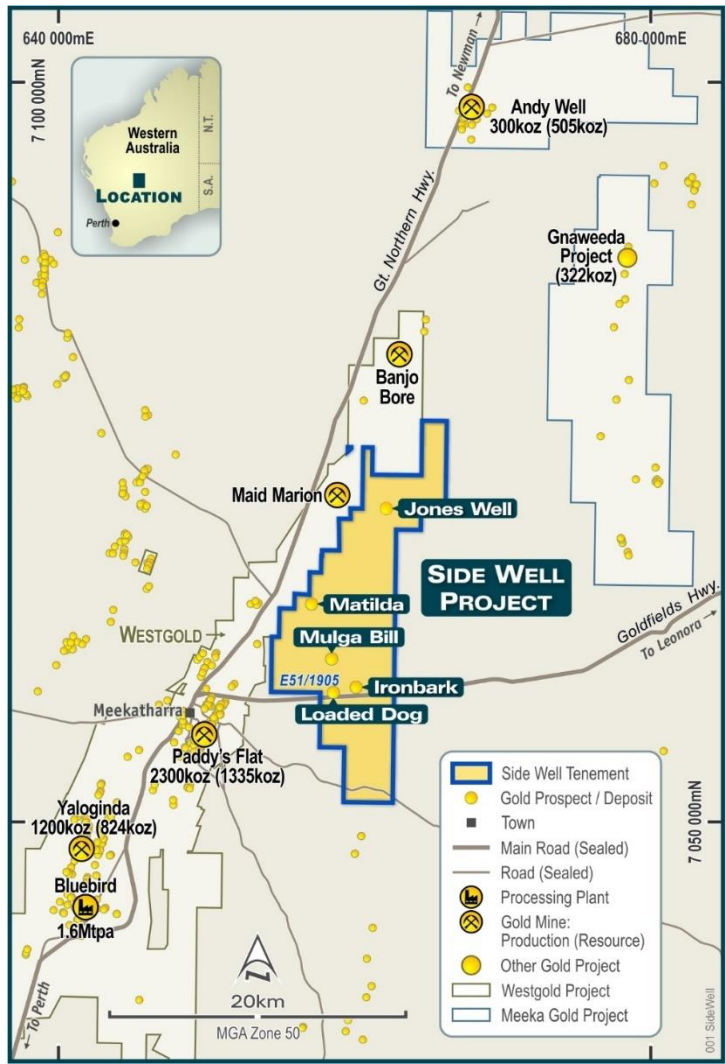 640 000mE
680 000mE
7 100 000mN
To Newman
Western
Australia
N.T.
S.A.
LOCATION
Perth
Andy Well
300koz (505koz)
Gt. Northern Hwy.
Gnaweeda
Project
(322koz)
Banjo
Bore
Maid Marion
Jones Well
SIDE WELL
PROJECT
Goldfields Hwy.
To Leonora
Matilda
WESTGOLD
Mulga Bill
E51/1905
Ironbark
Loaded Dog
Meekatharra
Paddy's Flat
2300koz (1335koz)
Yaloginda
1200koz (824koz)
7 050 000mN
Bluebird
1.6Mtpa
To Perth
N
20km
MGA Zone 50
Side Well Tenement
Gold Prospect / Deposit
Town
Main Road (Sealed)
Road (Sealed)
Processing Plant
Gold Mine:
Production (Resource)
Other Gold Project
Westgold Project
Meeka Gold Project
001 SideWell